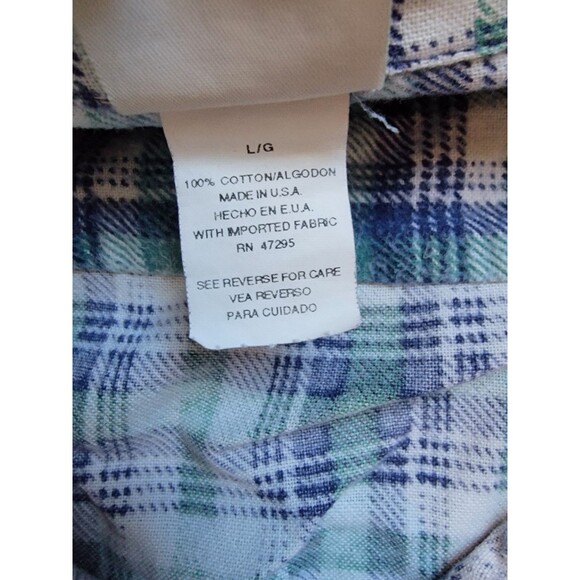 L/G
100% COTTON/ALGODON
MADE IN U.S.A.
HECHO EN E.U.A.
WITH IMPORTED FABRIC
RN 47295
SEE REVERSE FOR CARE
VEA REVERSO
PARA CUIDADO